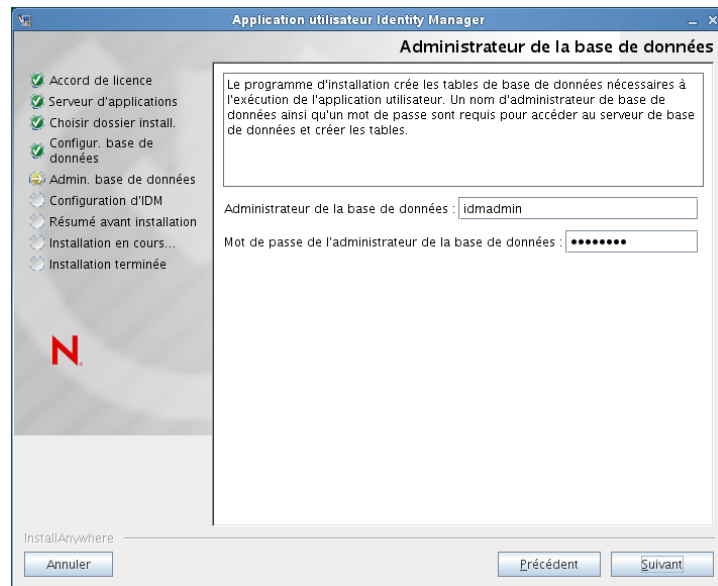 Application utilisateur Identity Manager
Administrateur de la base de données
Accord de licence
Serveur d'applications
Choisir dossier install.
Configur. base de
données
Admin. base de données
Configuration d'IDM
Résumé avant installation
Installation en cours...
Installation terminée
N
Le programme d'installation crée les tables de base de données nécessaires à
l'exécution de l'application utilisateur. Un nom d'administrateur de base de
données ainsi qu'un mot de passe sont requis pour accéder au serveur de base
de données et créer les tables.
Administrateur de la base de données : idmadmin
Mot de passe de l'administrateur de la base de données : ••••••••
InstallAnywhere
Annuler
Précédent
Suivant